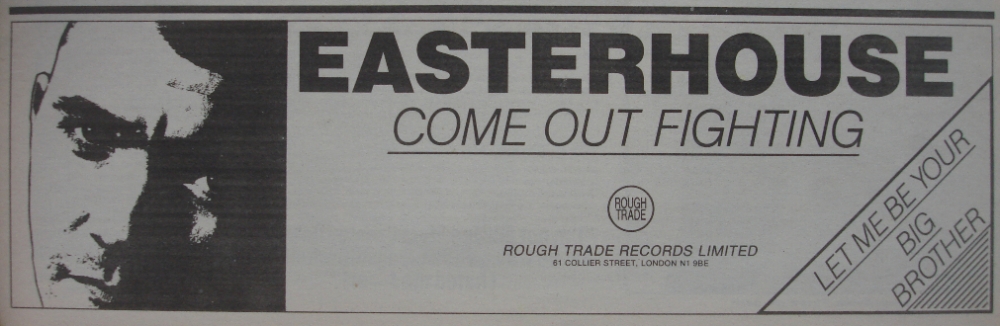 EASTERHOUSE
COME OUT FIGHTING
ROUGH
TRADE
ROUGH TRADE RECORDS LIMITED
61 COLLIER STREET, LONDON N1 9BE
LET ME BE YOUR
BIG
BROTHER